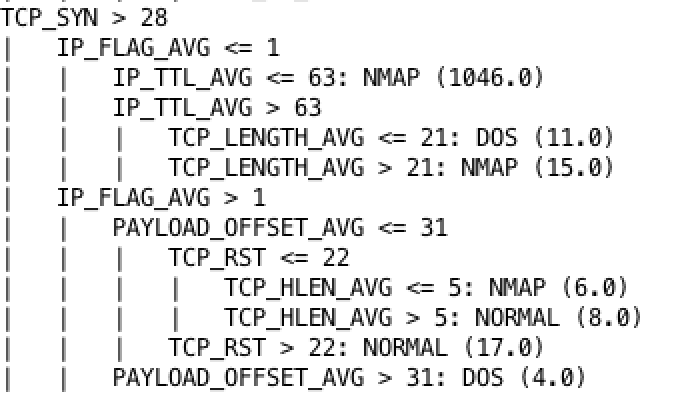 TCP_SYN > 28
|   IP_FLAG_AVG <= 1
|   |   IP_TTL_AVG <= 63: NMAP (1046.0)
|   |   IP_TTL_AVG > 63
|   |   |   TCP_LENGTH_AVG <= 21: DOS (11.0)
|   |   |   TCP_LENGTH_AVG > 21: NMAP (15.0)
|   IP_FLAG_AVG > 1
|   |   PAYLOAD_OFFSET_AVG <= 31
|   |   |   TCP_RST <= 22
|   |   |   |   TCP_HLEN_AVG <= 5: NMAP (6.0)
|   |   |   |   TCP_HLEN_AVG > 5: NORMAL (8.0)
|   |   |   TCP_RST > 22: NORMAL (17.0)
|   |   PAYLOAD_OFFSET_AVG > 31: DOS (4.0)